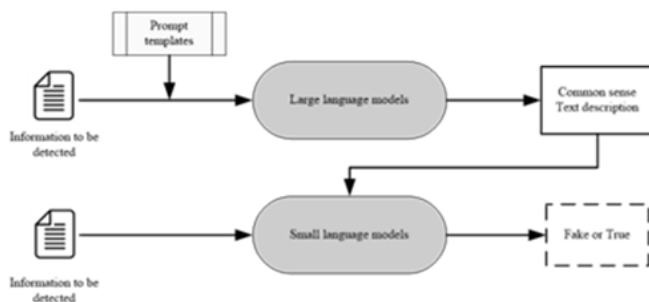 Prompt
templates
Large language models
Common sense
Text description
Information to be
detected
Small language models
Fake or True
Information to be
detected